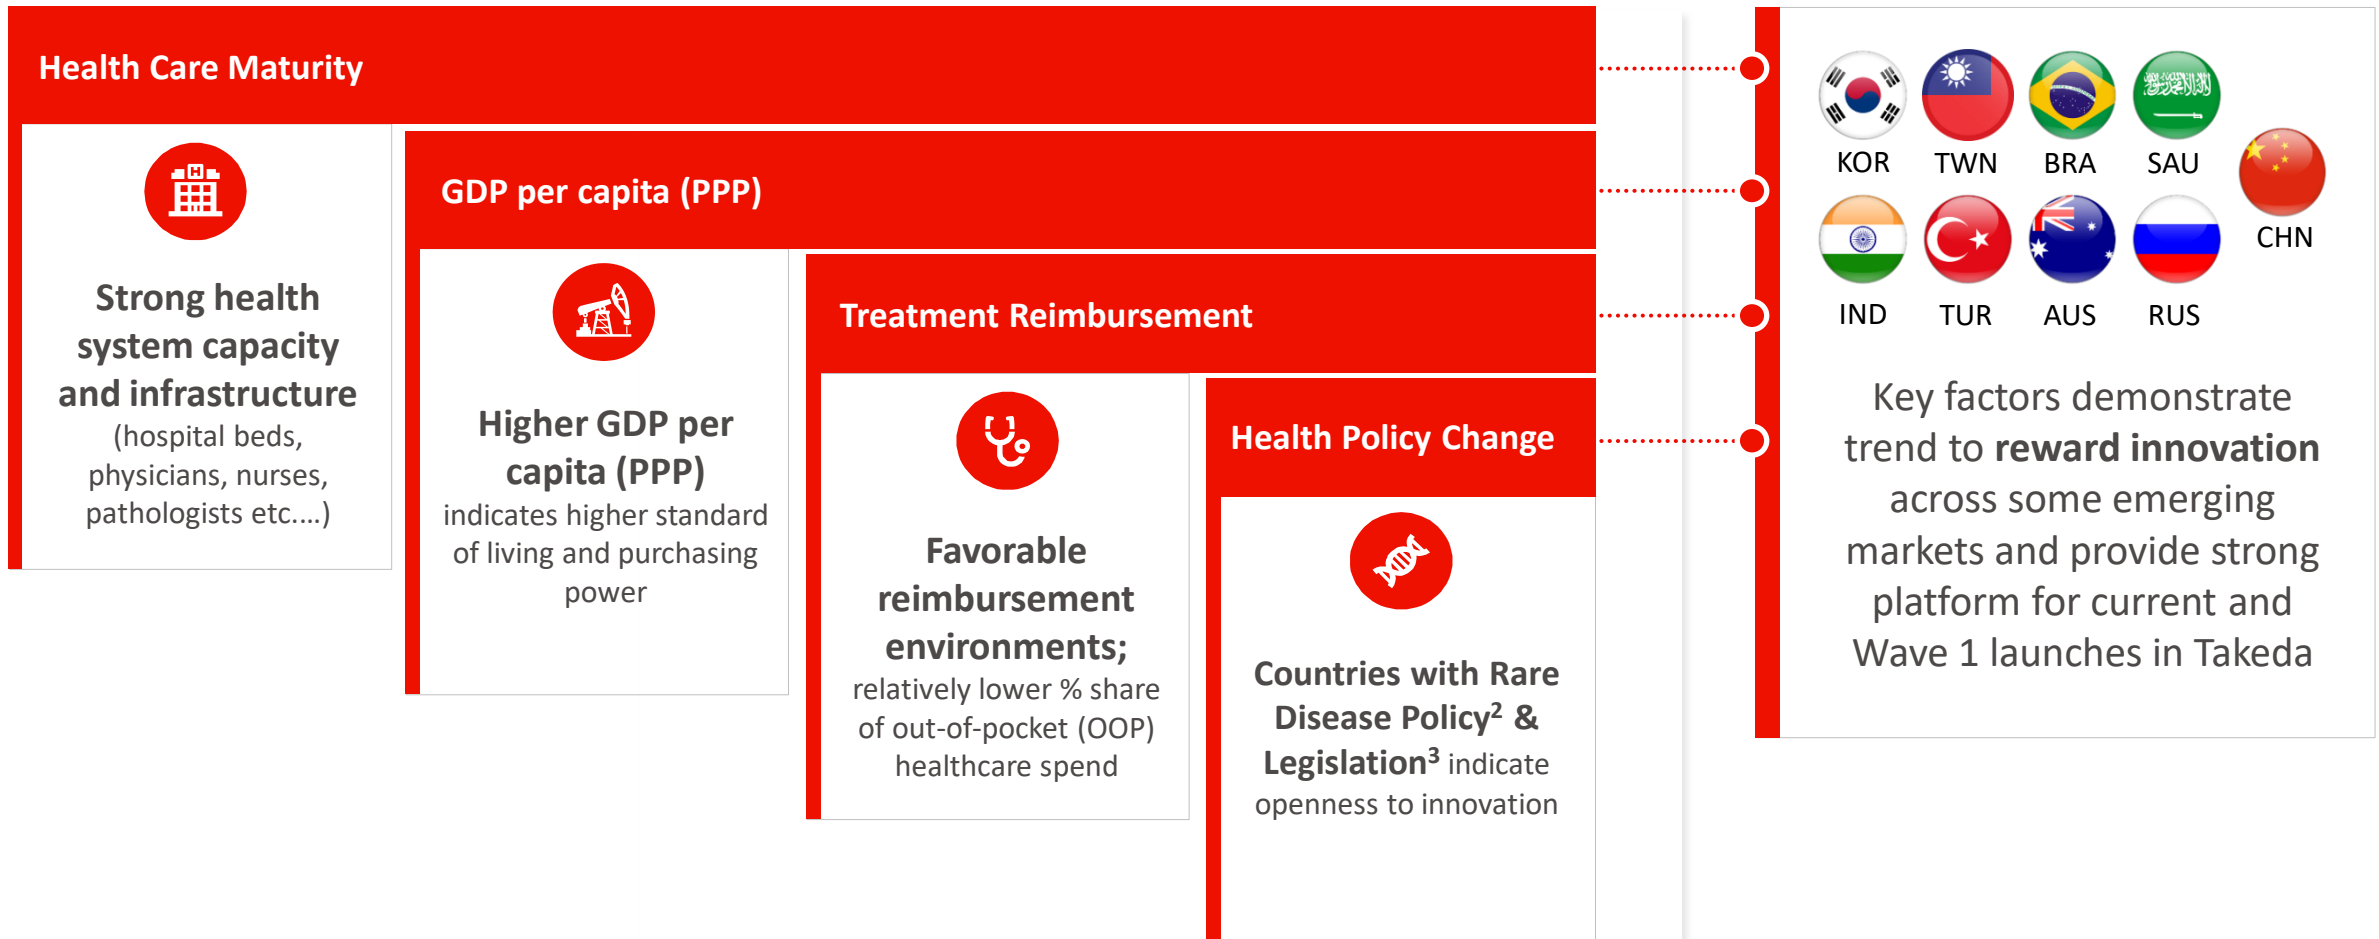 Health Care Maturity
Strong health
system capacity
and infrastructure
(hospital beds,
physicians, nurses,
pathologists etc....)
GDP per capita (PPP)
Higher GDP per
capita (PPP)
indicates higher standard
of living and purchasing
power
Treatment Reimbursement
Favorable
reimbursement
environments;
relatively lower % share
of out-of-pocket (OOP)
healthcare spend
Health Policy Change
Countries with Rare
Disease Policy² &
Legislation³ indicate
openness to innovation
KOR TWN BRA SAU
CHN
IND TUR AUS RUS
Key factors demonstrate
trend to reward innovation
across some emerging
markets and provide strong
platform for current and
Wave 1 launches in Takeda